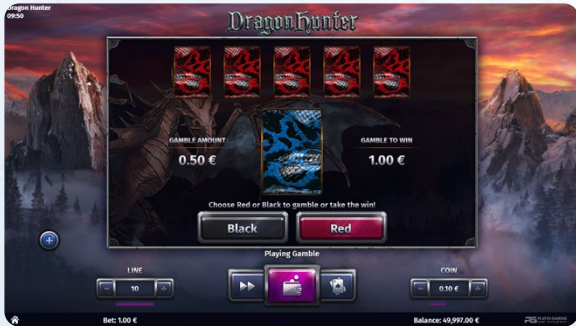 Dragon Hunter
09:50
DragonHunter
GAMBLE AMOUNT
0.50 €
GAMBLE TO WIN
1.00 €
Choose Red or Black to gamble or take the win!
Black
Red
Playing Gamble
LINE
10
COIN
0.10 €
Bet: 1.00 €
Balance: 49,997.00 €